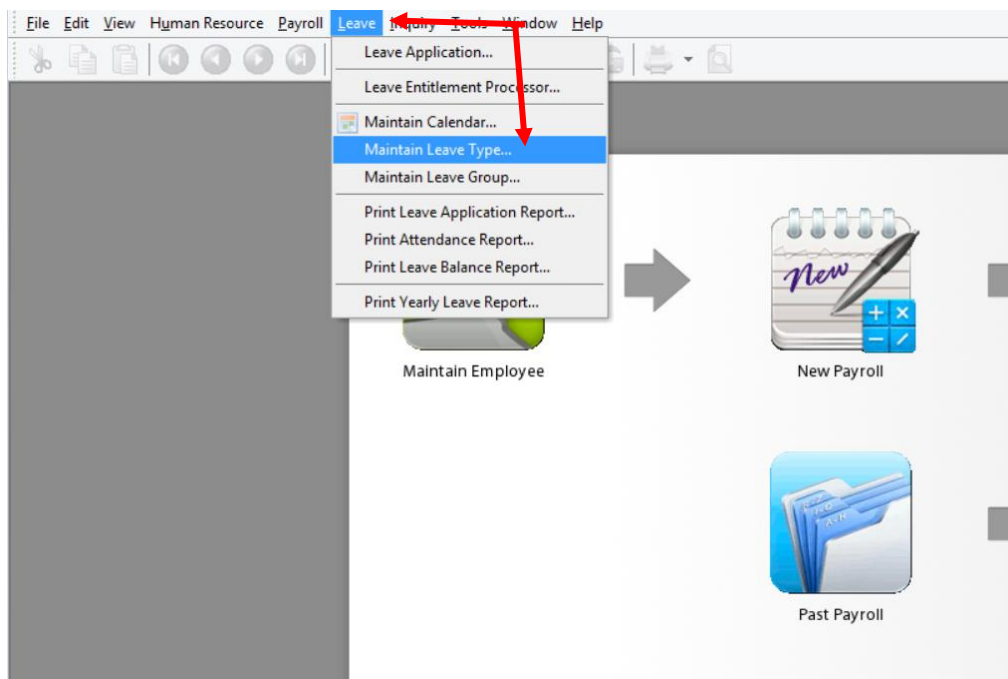 File Edit View Human Resource Payroll Leave Inquiry Tools Window Help
Leave Application...
Leave Entitlement Processor...
Maintain Calendar...
Maintain Leave Type...
Maintain Leave Group...
Print Leave Application Report...
Print Attendance Report...
Print Leave Balance Report...
Print Yearly Leave Report...
New
Maintain Employee
New Payroll
A-H
Past Payroll